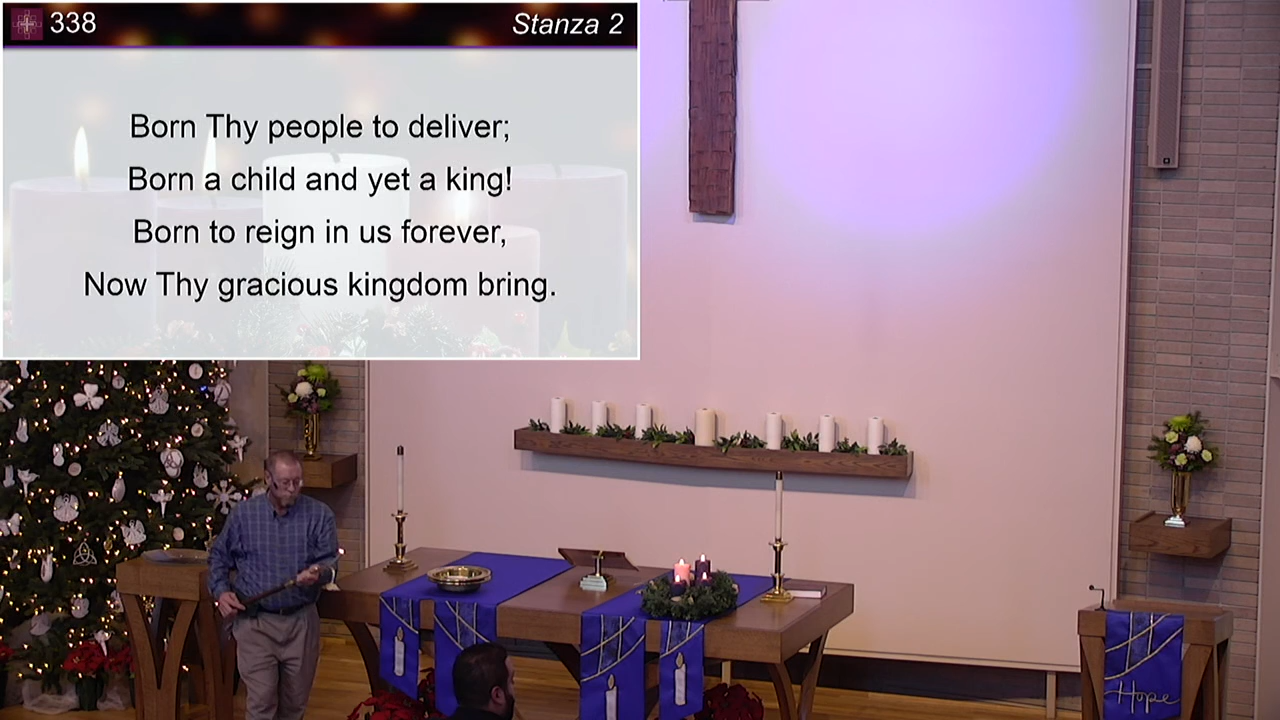 338
Stanza 2
Born Thy people to deliver;
Born a child and yet a king!
Born to reign in us forever,
Now Thy gracious kingdom bring.
Hope